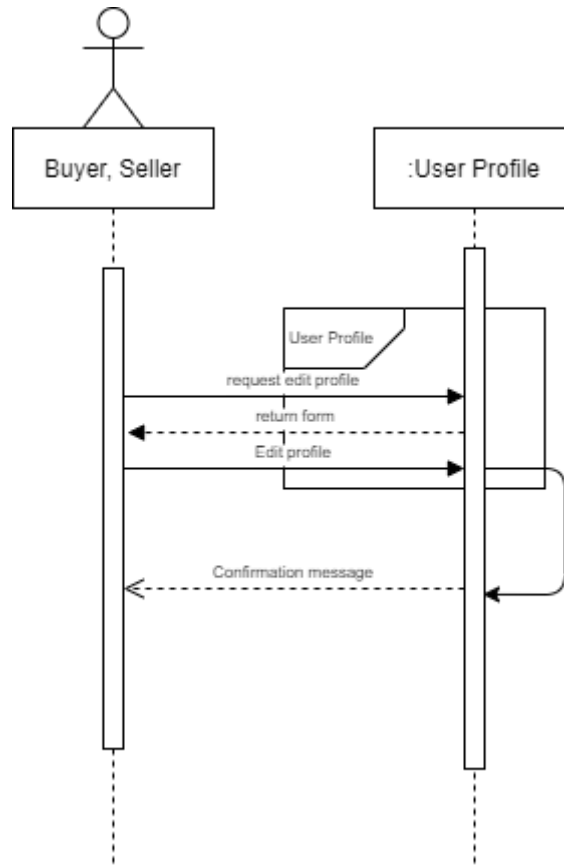 Buyer, Seller
:User Profile
User Profile
request edit profile
return form
Edit profile
Confirmation message